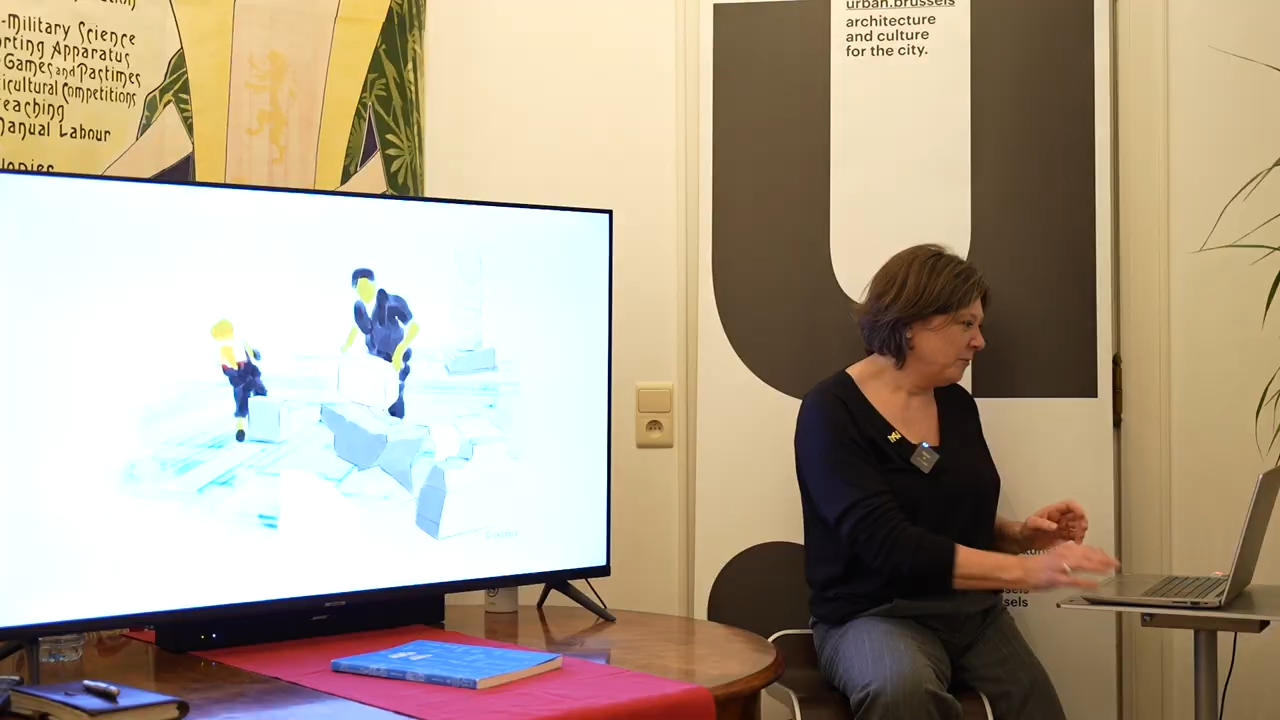 -Military Science
orting Apparatus
Games and Pastimes
icultural Competitions
eaching
Manual Labour
urban.brussels
architecture
and culture
for the city.